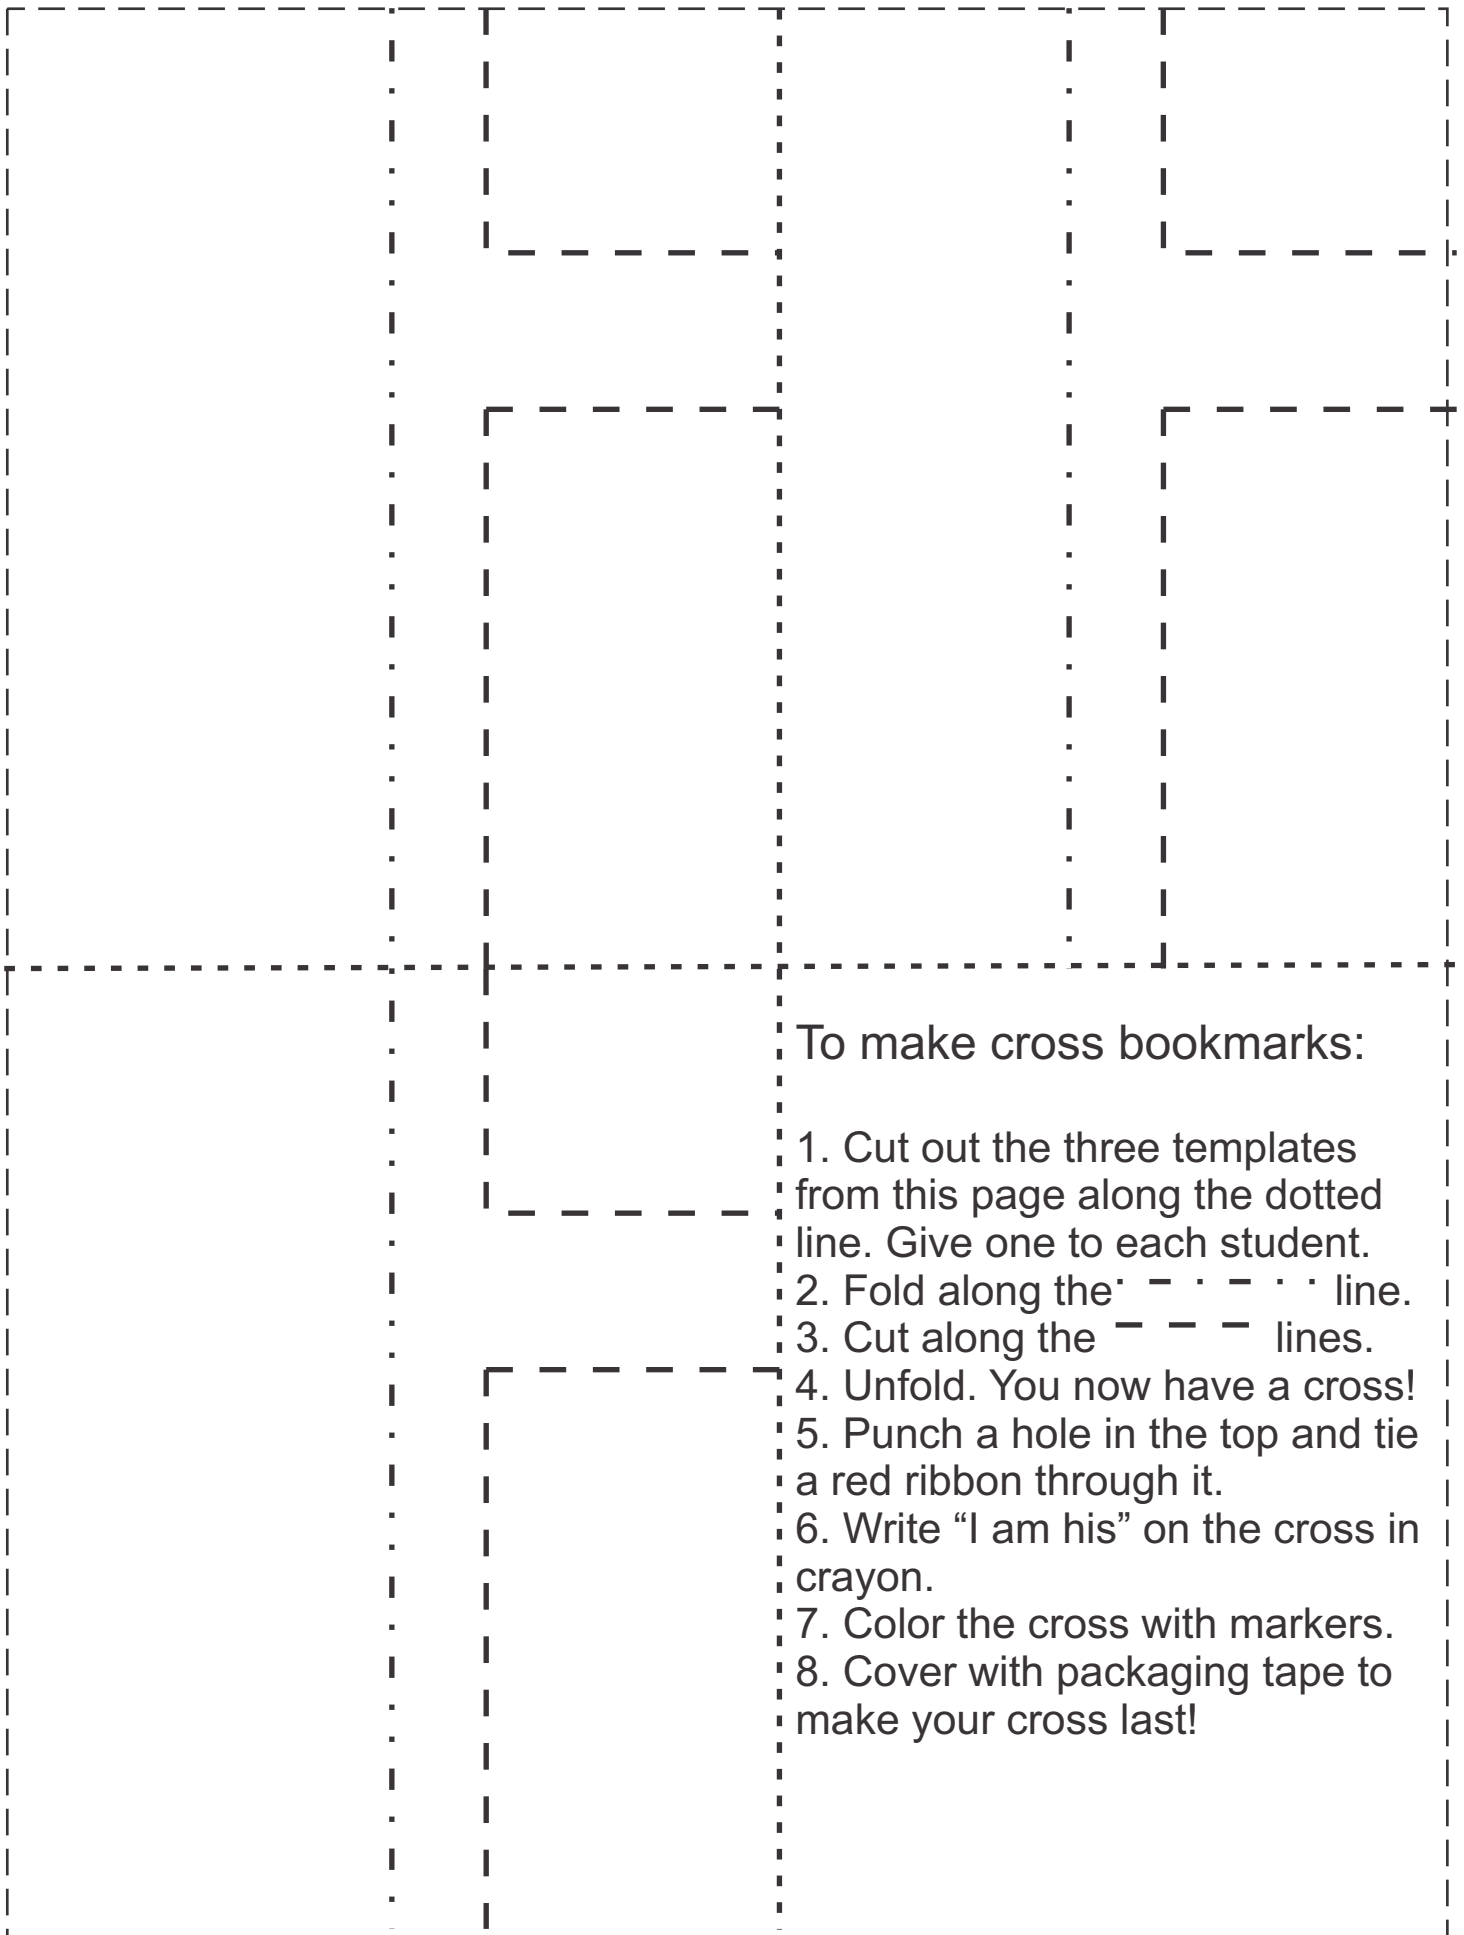 To make cross bookmarks:
1. Cut out the three templates
from this page along the dotted
line. Give one to each student.
2. Fold along the line.
3. Cut along the lines.
4. Unfold. You now have a cross!
5. Punch a hole in the top and tie
a red ribbon through it.
6. Write “I am his” on the cross in
crayon.
7. Color the cross with markers.
8. Cover with packaging tape to
make your cross last!